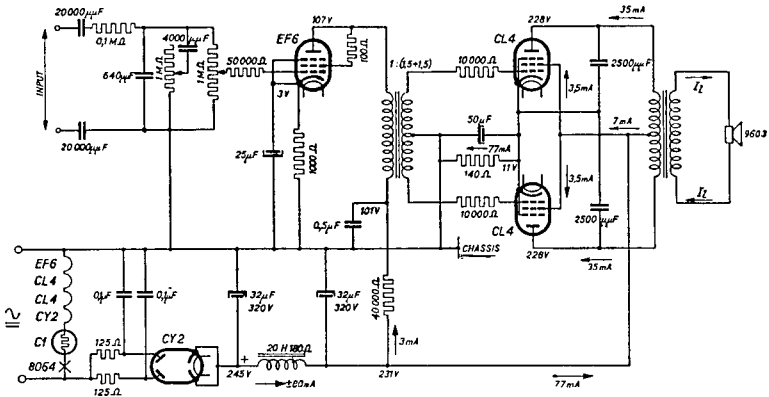 20000µµF
0,1MΩ
4000µµF
EF6
107V
100Ω
CL4
228V
35mA
INPUT
640µµF
1MΩ
1MΩ
50000Ω
3V
1:(1,5+1,5)
10000Ω
3,5mA
2500µµF
I₂
50µF
7mA
9603
20000µµF
25µF
1000Ω
77mA
140Ω
11V
3,5mA
101V
0,5µF
10000Ω
CL4
2500µµF
I₂
CHASSIS
228V
35mA
EF6
CL4
CL4
CY2
C1
8064
0,1µF
0,1µF
32µF
320V
32µF
320V
40000Ω
125Ω
CY2
20H 180Ω
3mA
125Ω
+
245V
±80mA
231V
77mA